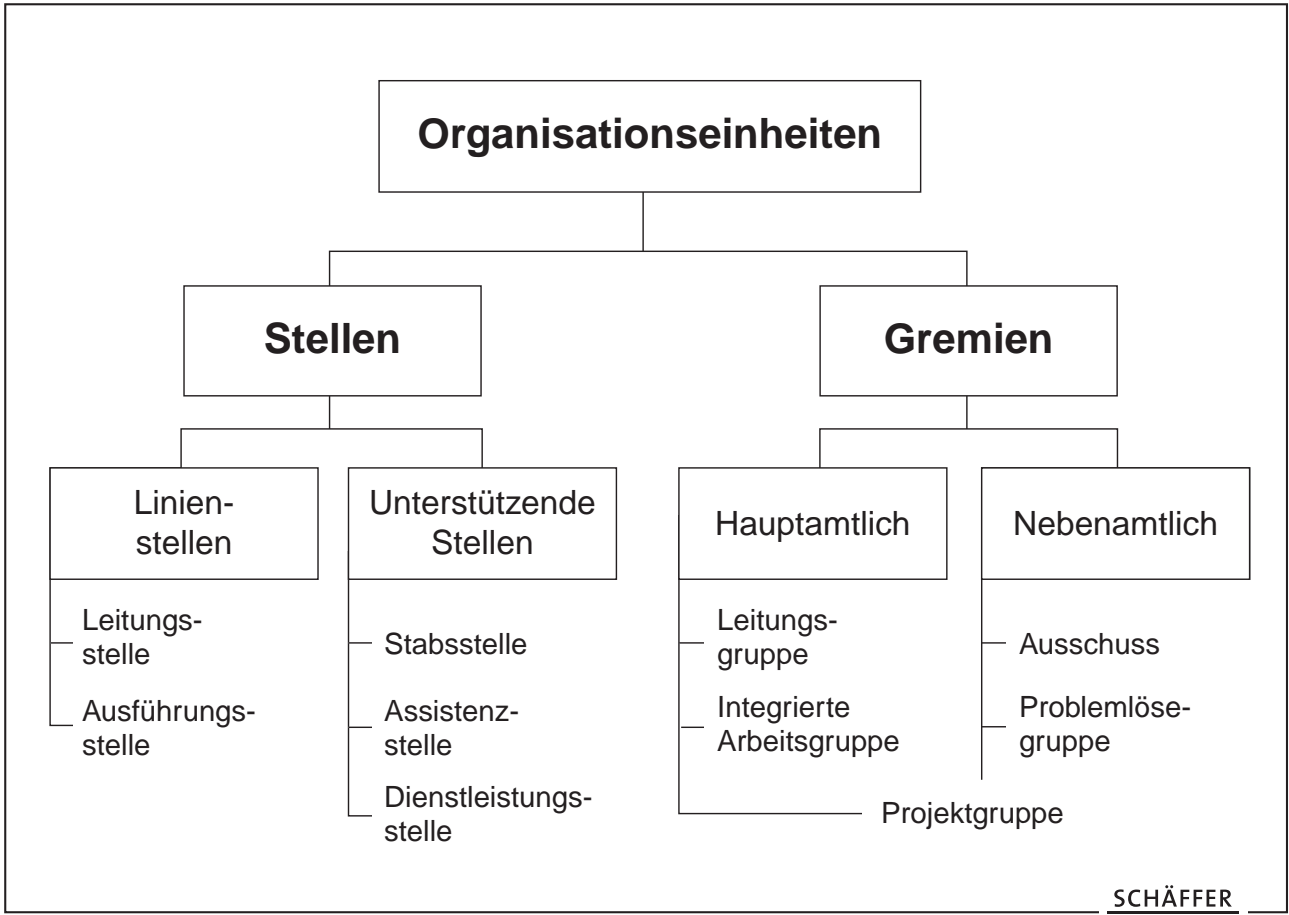 Organisationseinheiten
Stellen
Gremien
Linien-
stellen
Unterstützende
Stellen
Hauptamtlich
Nebenamtlich
Leitungs-
stelle
Ausführungs-
stelle
Stabsstelle
Assistenz-
stelle
Dienstleistungs-
stelle
Leitungs-
gruppe
Integrierte
Arbeitsgruppe
Ausschuss
Problemlöse-
gruppe
Projektgruppe
SCHÄFFER